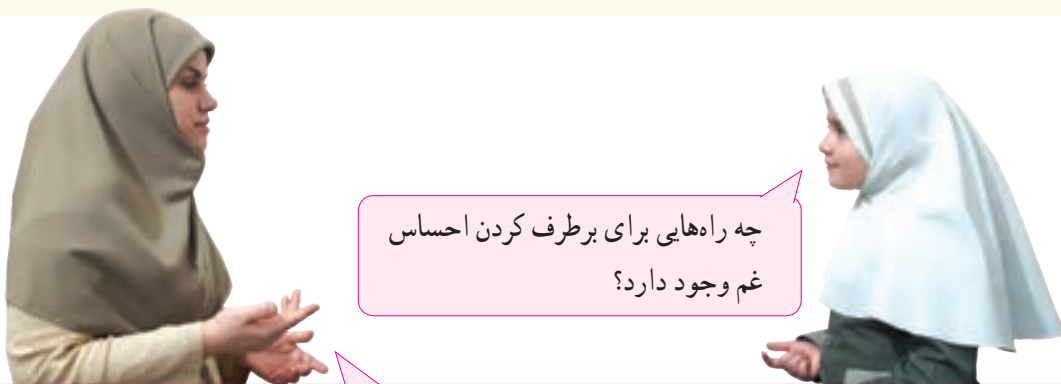 چه راه‌هایی برای برطرف کردن احساس
غم وجود دارد؟